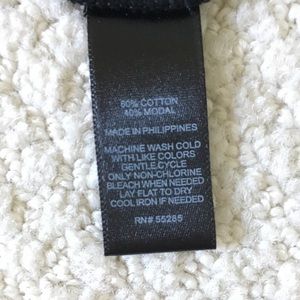 60% COTTON
40% MODAL
MADE IN PHILIPPINES
MACHINE WASH COLD
WITH LIKE COLORS
GENTLE CYCLE
ONLY NON-CHLORINE
BLEACH WHEN NEEDED
LAY FLAT TO DRY
COOL IRON IF NEEDED
RN# 55285